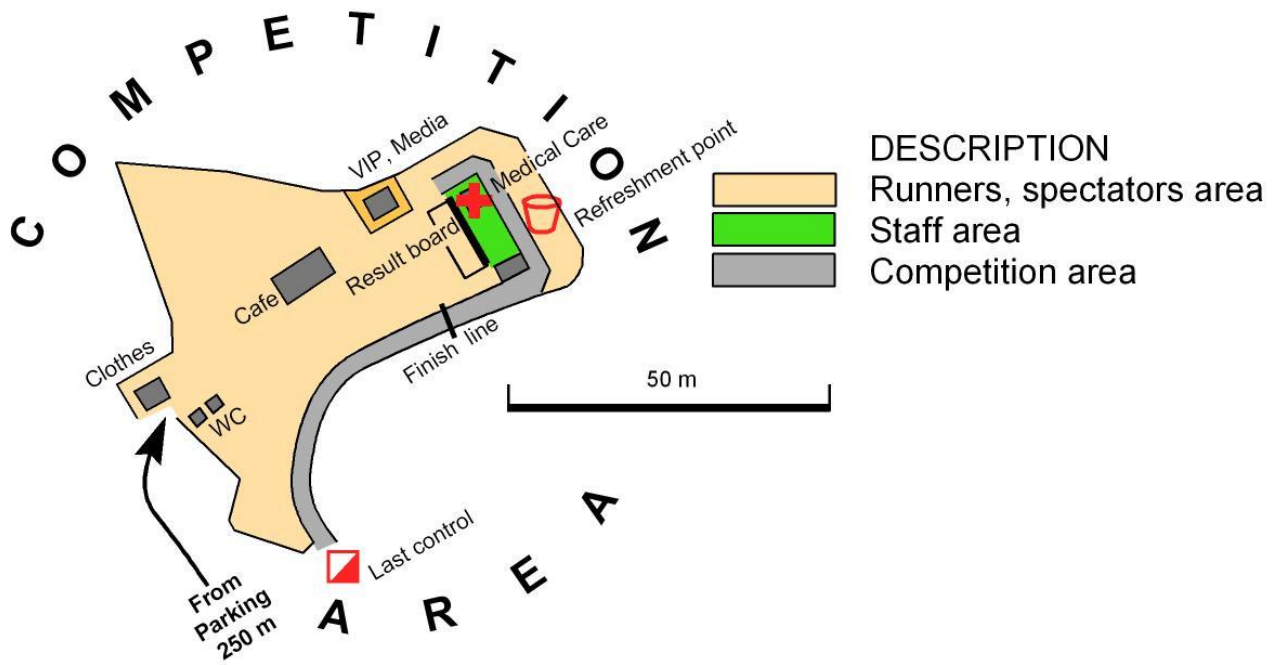 COMPETITION
AREA
VIP, Media
Medical Care
Refreshment point
Result board
Cafe
Finish line
Clothes
WC
Last control
From
Parking
250 m
50 m
DESCRIPTION
Runners, spectators area
Staff area
Competition area